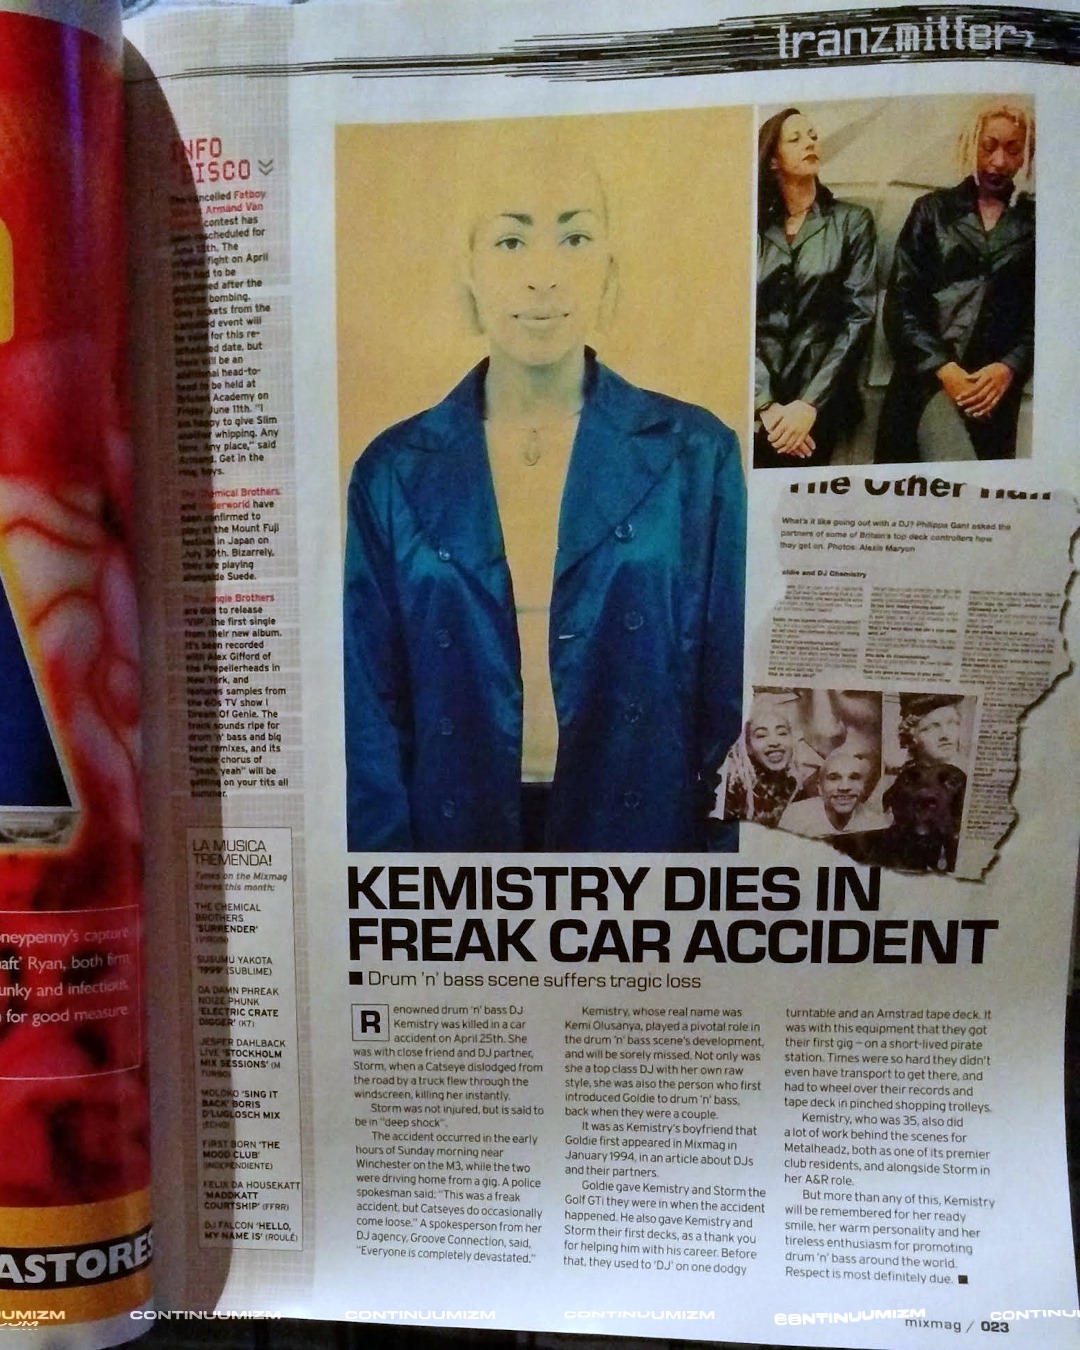 tranzmitter
INFO
DISCO
cancelled Fatboy
Armand Van
contest has
rescheduled for
June 12th. The
fight on April
had to be
after the
bombing.
tickets from the
event will
for this re-
date, but
will be an
additional head-to-
head to be held at
Academy on
June 11th. "I
happy to give Slim
another whipping. Any
time. Any place," said
Armand. Get in the
ring, boys.
The Chemical Brothers
and Underworld have
been confirmed to
play at the Mount Fuji
festival in Japan on
July 30th. Bizarrely,
they are playing
alongside Suede.
The Jungle Brothers
are due to release
'VIP', the first single
from their new album.
It's been recorded
with Alex Gifford of
the Propellerheads in
New York, and
features samples from
the 60s TV show I
Dream Of Genie. The
track sounds ripe for
drum 'n' bass and big
beat remixes, and its
female chorus of
"yeah, yeah" will be
getting on your tits all
summer.
LA MUSICA
TREMENDA!
Tunes on the Mixmag
stereo this month:
THE CHEMICAL
BROTHERS
'SURRENDER'
(VIRGIN)
SUSUMU YAKOTA
'1999' (SUBLIME)
DA DAMN PHREAK
NOIZE PHUNK
'ELECTRIC CRATE
DIGGER' (K7)
JESPER DAHLBACK
LIVE 'STOCKHOLM
MIX SESSIONS' (M
TURBO)
MOLOKO 'SING IT
BACK' BORIS
D'LUGLOSCH MIX
(ECHO)
FIRST BORN 'THE
MOOD CLUB'
(INDEPENDIENTE)
FELIX DA HOUSEKATT
'MADDKATT
COURTSHIP' (FFRR)
DJ FALCON 'HELLO,
MY NAME IS' (ROULÉ)
The Other Half
What's it like going out with a DJ? Philippa Gant asked the
partners of some of Britain's top deck controllers how
they get on. Photos: Alexis Maryon
oldie and DJ Chemistry
KEMISTRY DIES IN
FREAK CAR ACCIDENT
■ Drum 'n' bass scene suffers tragic loss
Renowned drum 'n' bass DJ
Kemistry was killed in a car
accident on April 25th. She
was with close friend and DJ partner,
Storm, when a Catseye dislodged from
the road by a truck flew through the
windscreen, killing her instantly.
Storm was not injured, but is said to
be in "deep shock".
The accident occurred in the early
hours of Sunday morning near
Winchester on the M3, while the two
were driving home from a gig. A police
spokesman said: "This was a freak
accident, but Catseyes do occasionally
come loose." A spokesperson from her
DJ agency, Groove Connection, said,
"Everyone is completely devastated."
Kemistry, whose real name was
Kemi Olusanya, played a pivotal role in
the drum 'n' bass scene's development,
and will be sorely missed. Not only was
she a top class DJ with her own raw
style, she was also the person who first
introduced Goldie to drum 'n' bass,
back when they were a couple.
It was as Kemistry's boyfriend that
Goldie first appeared in Mixmag in
January 1994, in an article about DJs
and their partners.
Goldie gave Kemistry and Storm the
Golf GTi they were in when the accident
happened. He also gave Kemistry and
Storm their first decks, as a thank you
for helping him with his career. Before
that, they used to 'DJ' on one dodgy
turntable and an Amstrad tape deck. It
was with this equipment that they got
their first gig – on a short-lived pirate
station. Times were so hard they didn't
even have transport to get there, and
had to wheel over their records and
tape deck in pinched shopping trolleys.
Kemistry, who was 35, also did
a lot of work behind the scenes for
Metalheadz, both as one of its premier
club residents, and alongside Storm in
her A&R role.
But more than any of this, Kemistry
will be remembered for her ready
smile, her warm personality and her
tireless enthusiasm for promoting
drum 'n' bass around the world.
Respect is most definitely due. ■
neypenny's capture
aft' Ryan, both firm
unky and infectious
for good measure
ASTORES
CONTINUUMIZM CONTINUUMIZM CONTINUUMIZM CONTINUUMIZM
mixmag / 023